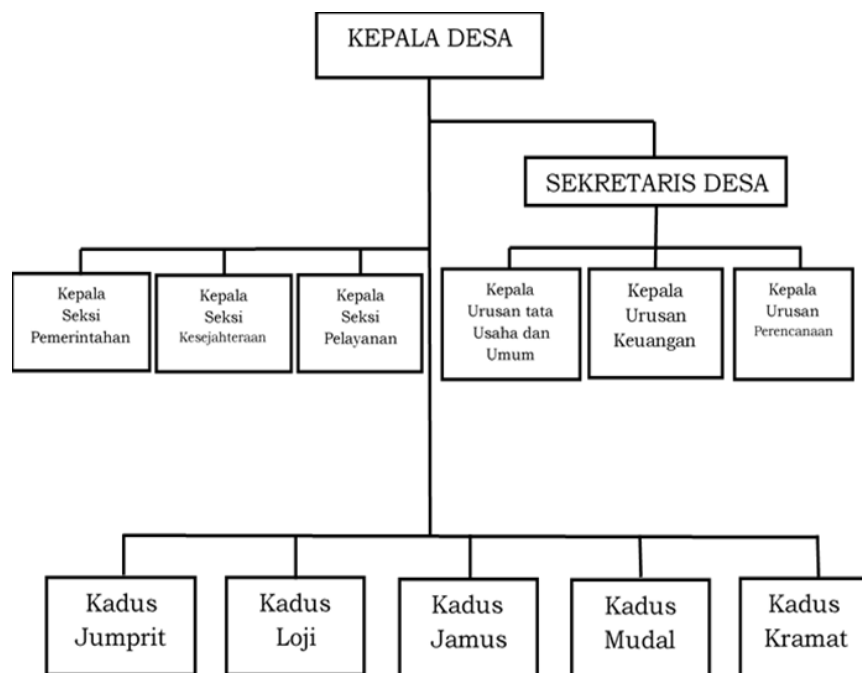 KEPALA DESA
SEKRETARIS DESA
Kepala
Seksi
Pemerintahan
Kepala
Seksi
Kesejahteraan
Kepala
Seksi
Pelayanan
Kepala
Urusan tata
Usaha dan
Umum
Kepala
Urusan
Keuangan
Kepala
Urusan
Perencanaan
Kadus
Jumprit
Kadus
Loji
Kadus
Jamus
Kadus
Mudal
Kadus
Kramat